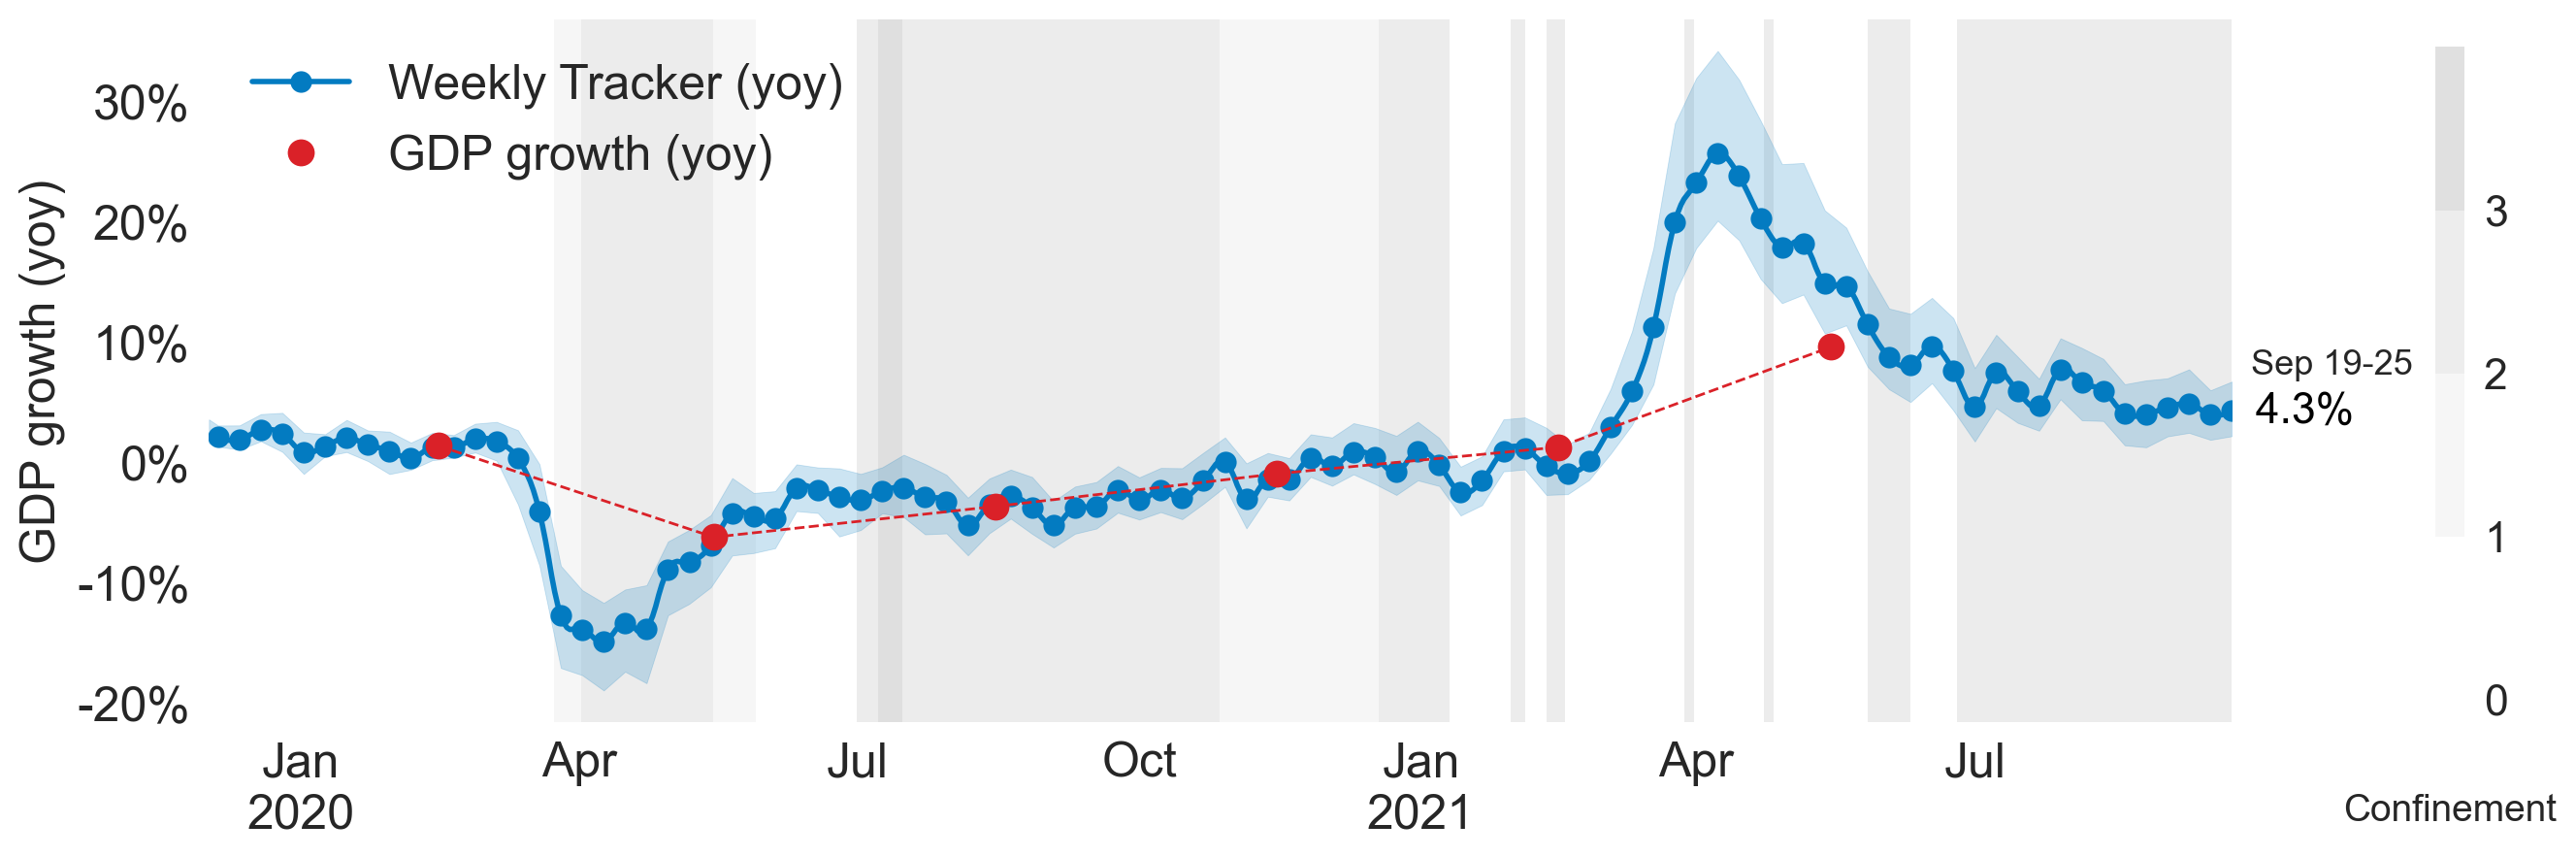 Weekly Tracker (yoy)
GDP growth (yoy)
GDP growth (yoy)
30%
20%
10%
0%
-10%
-20%
Jan
2020
Apr
Jul
Oct
Jan
2021
Apr
Jul
Sep 19-25
4.3%
3
2
1
0
Confinement